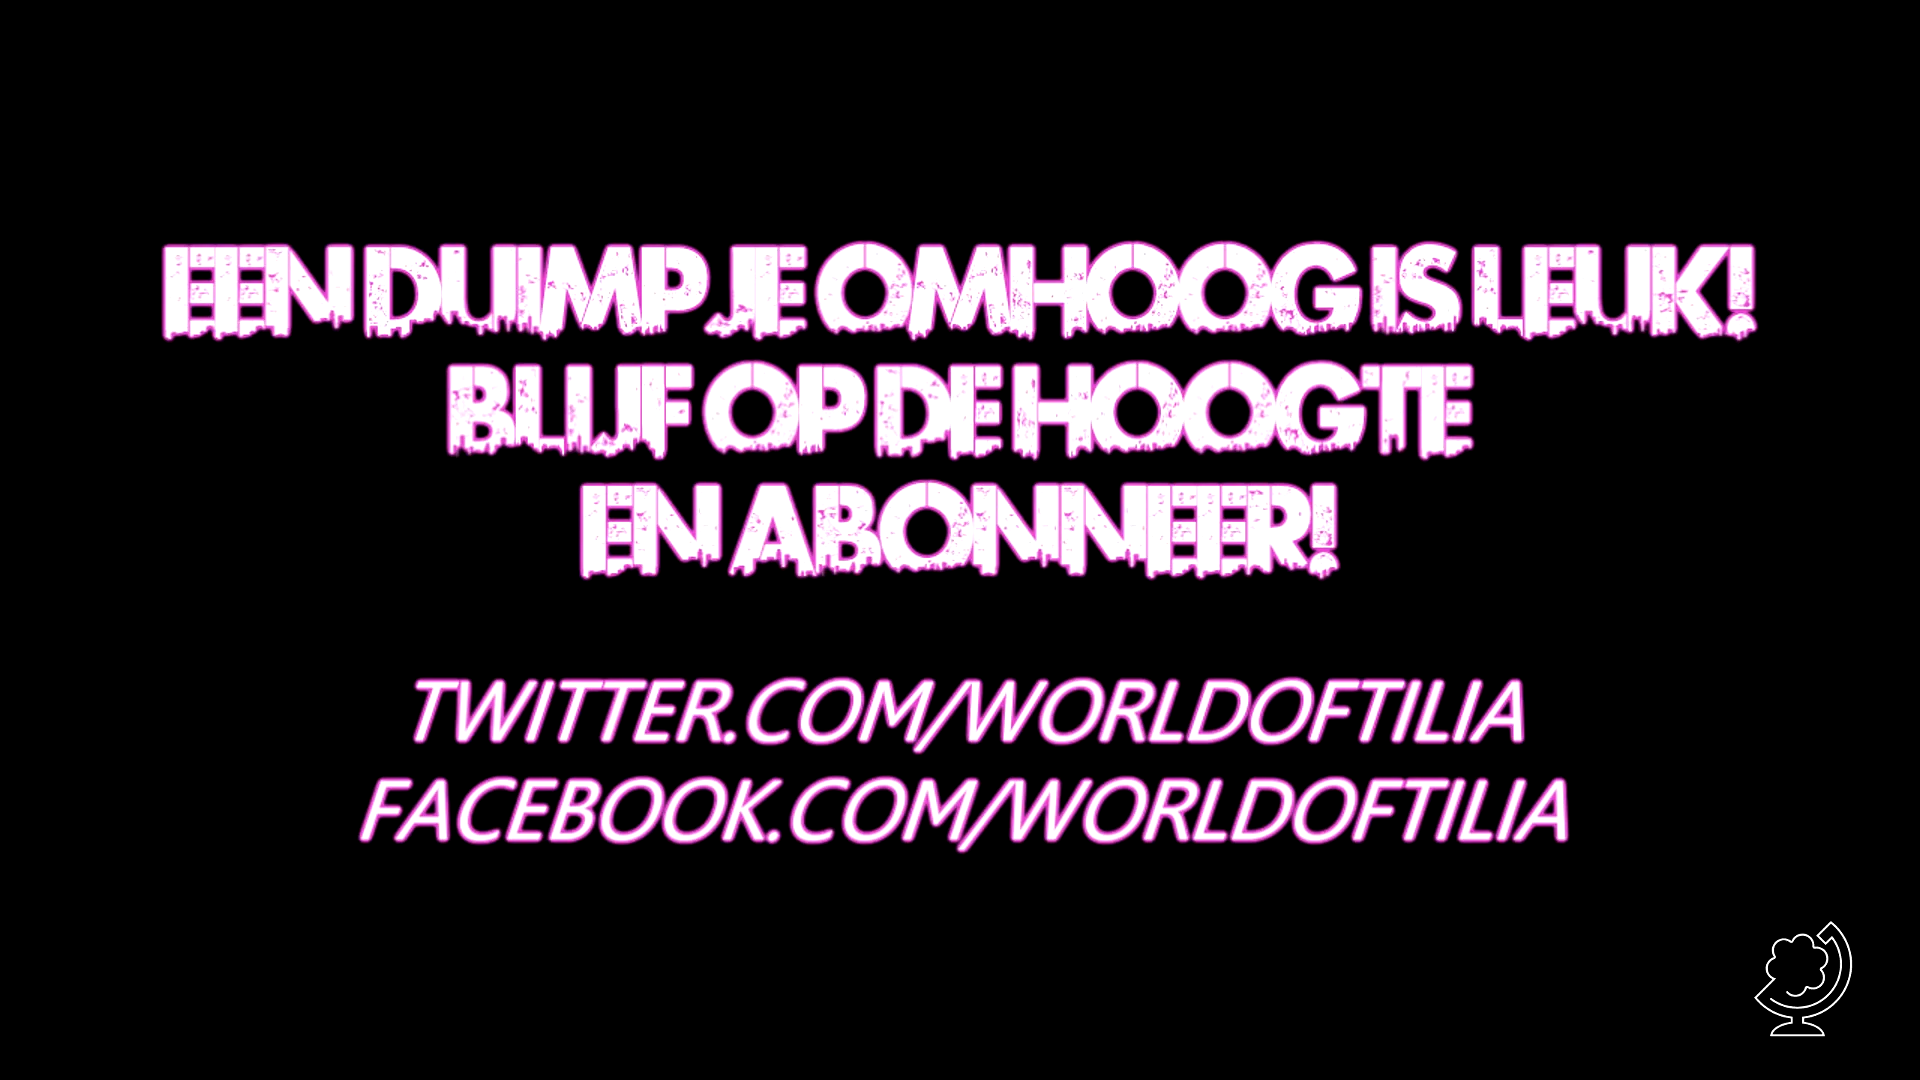 EEN DUIMPJE OMHOOG IS LEUK!
BLIJF OP DE HOOGTE
EN ABONNEER!
TWITTER.COM/WORLDOFTILIA
FACEBOOK.COM/WORLDOFTILIA